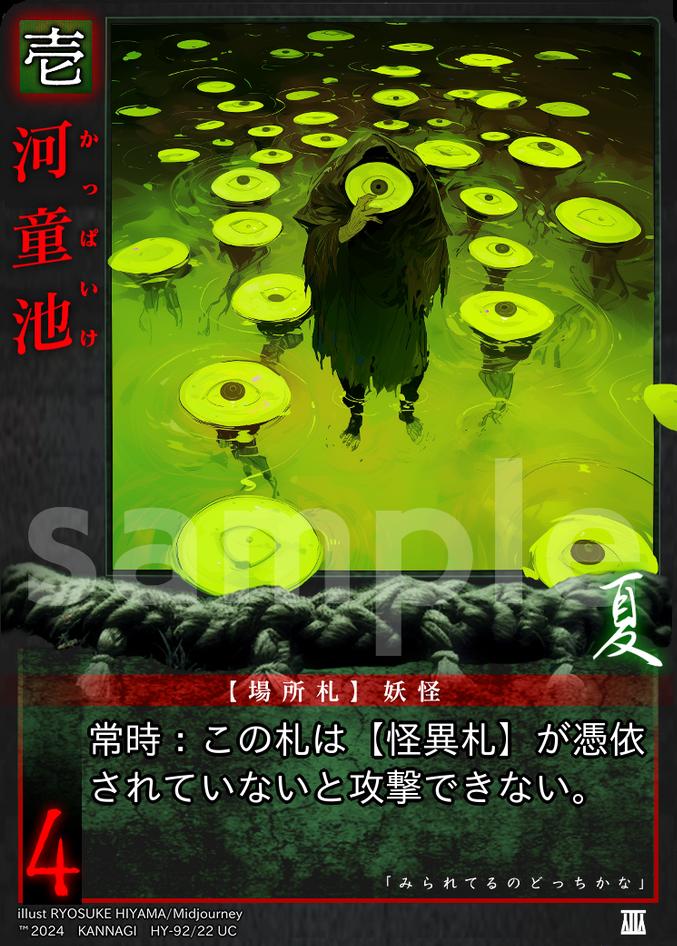 壱
河童池
かっぱいけ
sample
夏
【場所札】妖怪
常時：この札は【怪異札】が憑依
されていないと攻撃できない。
4
「みられてるのどっちかな」
illust RYOSUKE HIYAMA/Midjourney
™2024 KANNAGI HY-92/22 UC